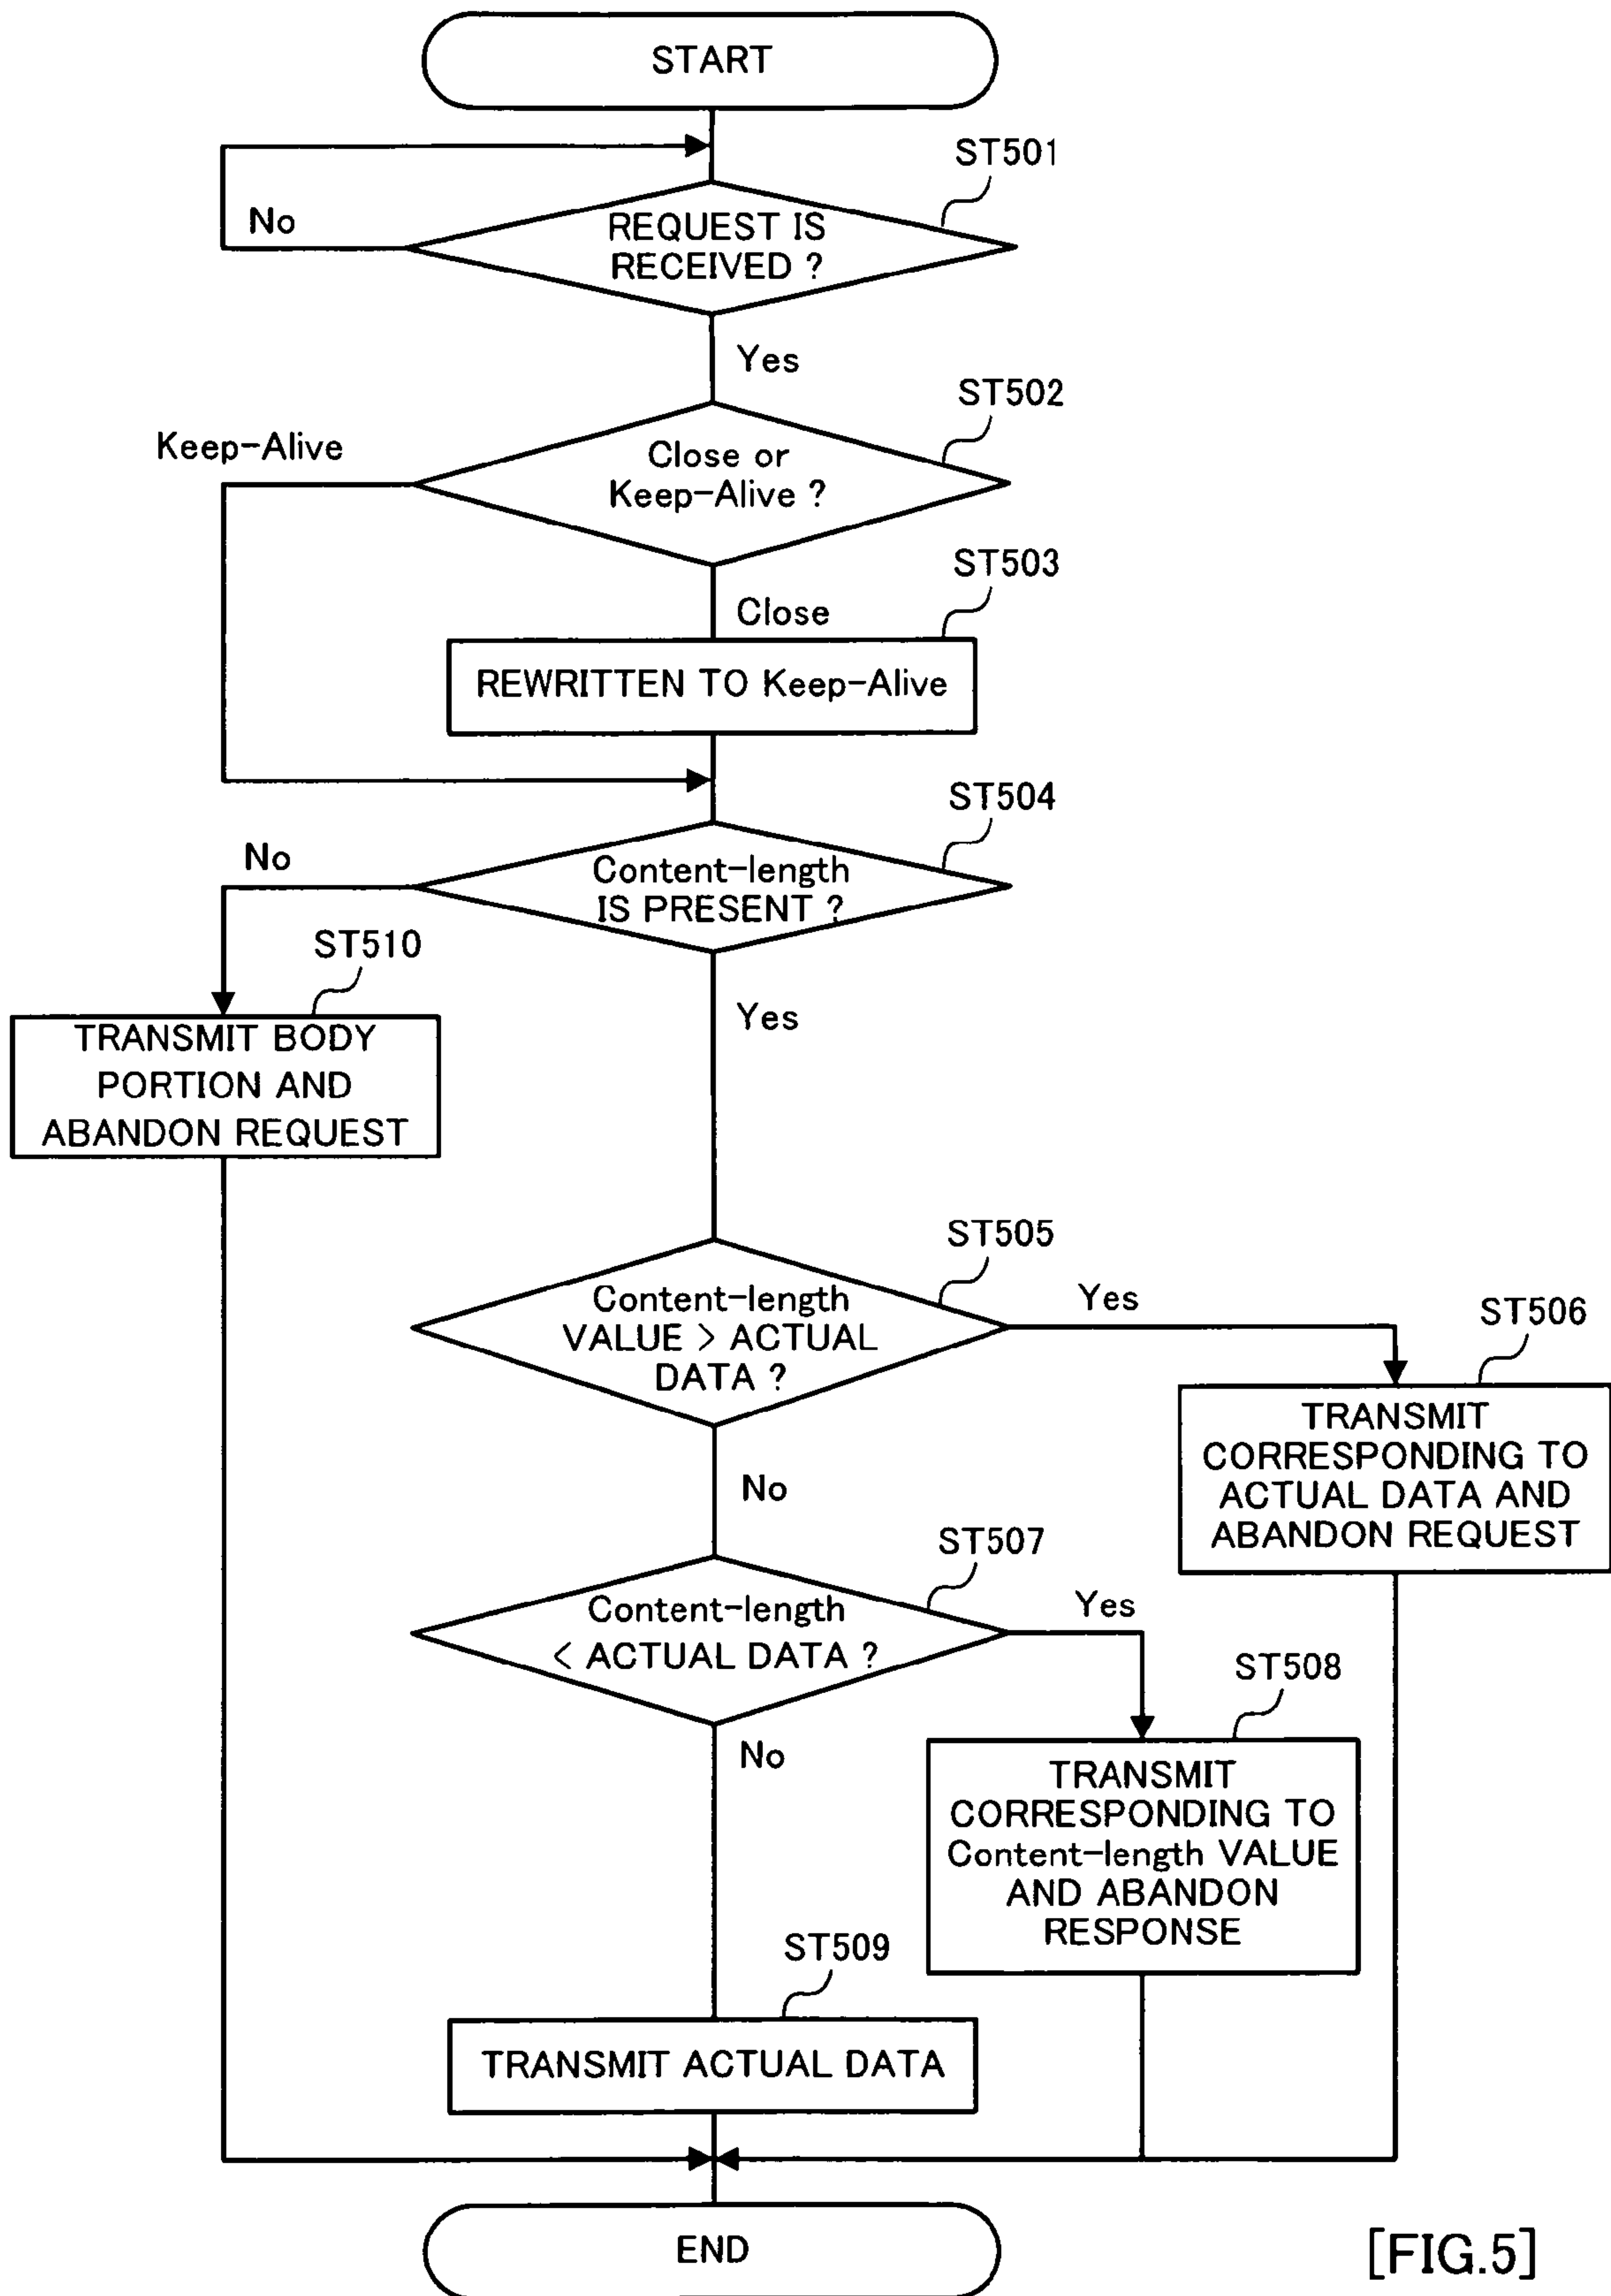 START
ST501
No
REQUEST IS
RECEIVED ?
Yes
ST502
Keep-Alive
Close or
Keep-Alive ?
ST503
Close
REWRITTEN TO Keep-Alive
ST504
No
Content-length
IS PRESENT ?
ST510
Yes
TRANSMIT BODY
PORTION AND
ABANDON REQUEST
ST505
Content-length
VALUE > ACTUAL
DATA ?
Yes
ST506
TRANSMIT
CORRESPONDING TO
ACTUAL DATA AND
ABANDON REQUEST
No
ST507
Content-length
< ACTUAL DATA ?
Yes
ST508
No
TRANSMIT
CORRESPONDING TO
Content-length VALUE
AND ABANDON
RESPONSE
ST509
TRANSMIT ACTUAL DATA
END
[FIG.5]